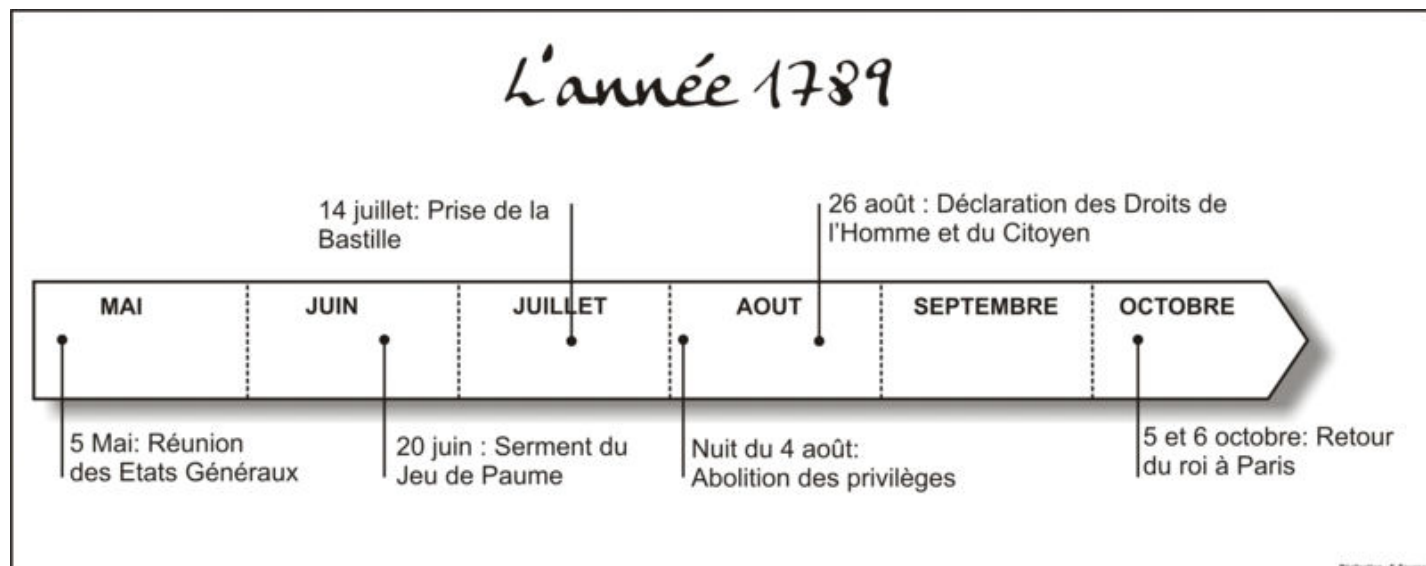 L'année 1789
14 juillet: Prise de la
Bastille
26 août : Déclaration des Droits de
l'Homme et du Citoyen
MAI
JUIN
JUILLET
AOUT
SEPTEMBRE
OCTOBRE
5 Mai: Réunion
des Etats Généraux
20 juin : Serment du
Jeu de Paume
Nuit du 4 août:
Abolition des privilèges
5 et 6 octobre: Retour
du roi à Paris